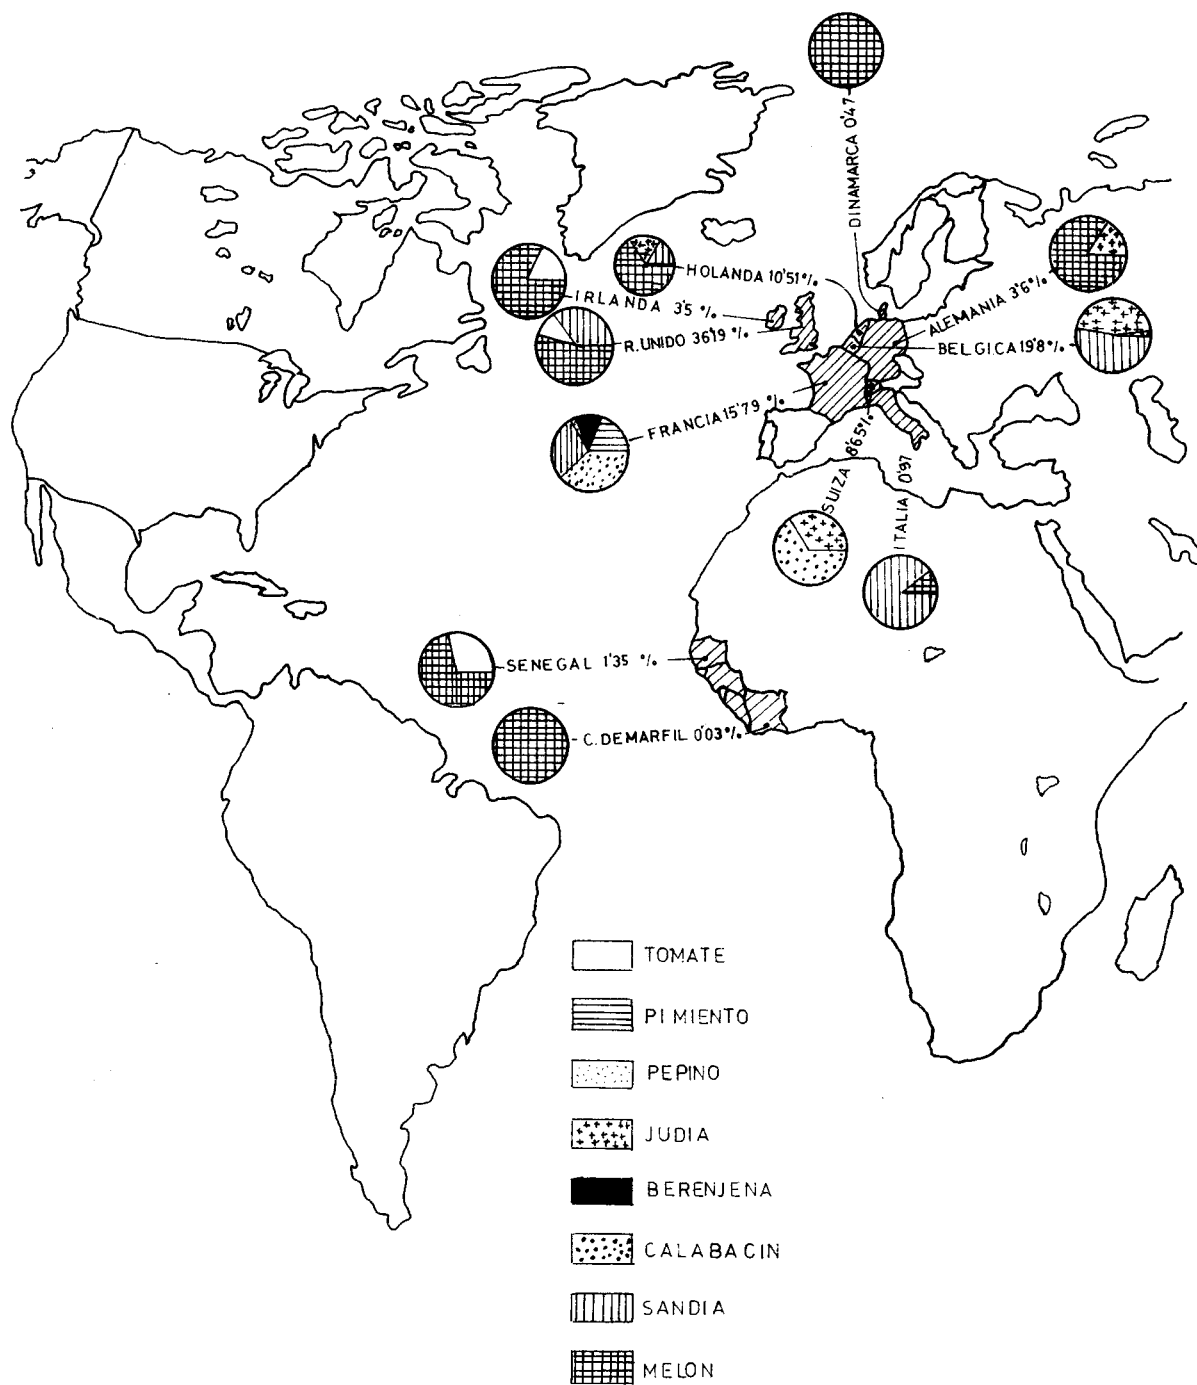 DINAMARCA 0'47
HOLANDA 10'51%
IRLANDA 3'5 %
R.UNIDO 36'19 %
ALEMANIA 3'6%
BELGICA 19'8%
FRANCIA 15'79 %
SUIZA 8'65%
ITALIA 0'97
SENEGAL 1'35 %
C. DE MARFIL 0'03%
TOMATE
PIMIENTO
PEPINO
JUDIA
BERENJENA
CALABACIN
SANDIA
MELON